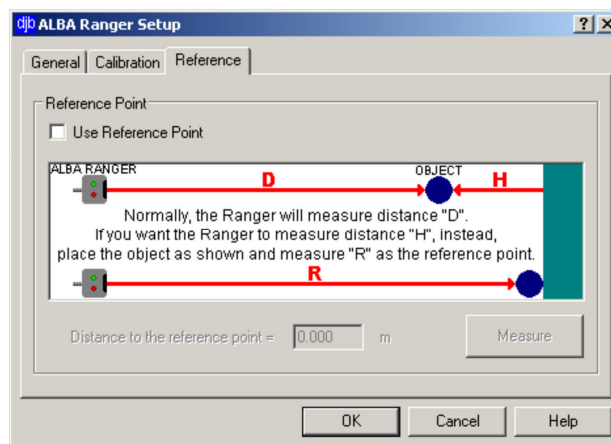 djb ALBA Ranger Setup
General Calibration Reference
Reference Point
Use Reference Point
ALBA RANGER D OBJECT H
Normally, the Ranger will measure distance "D".
If you want the Ranger to measure distance "H", instead,
place the object as shown and measure "R" as the reference point.
R
Distance to the reference point = 0.000 m Measure
OK Cancel Help